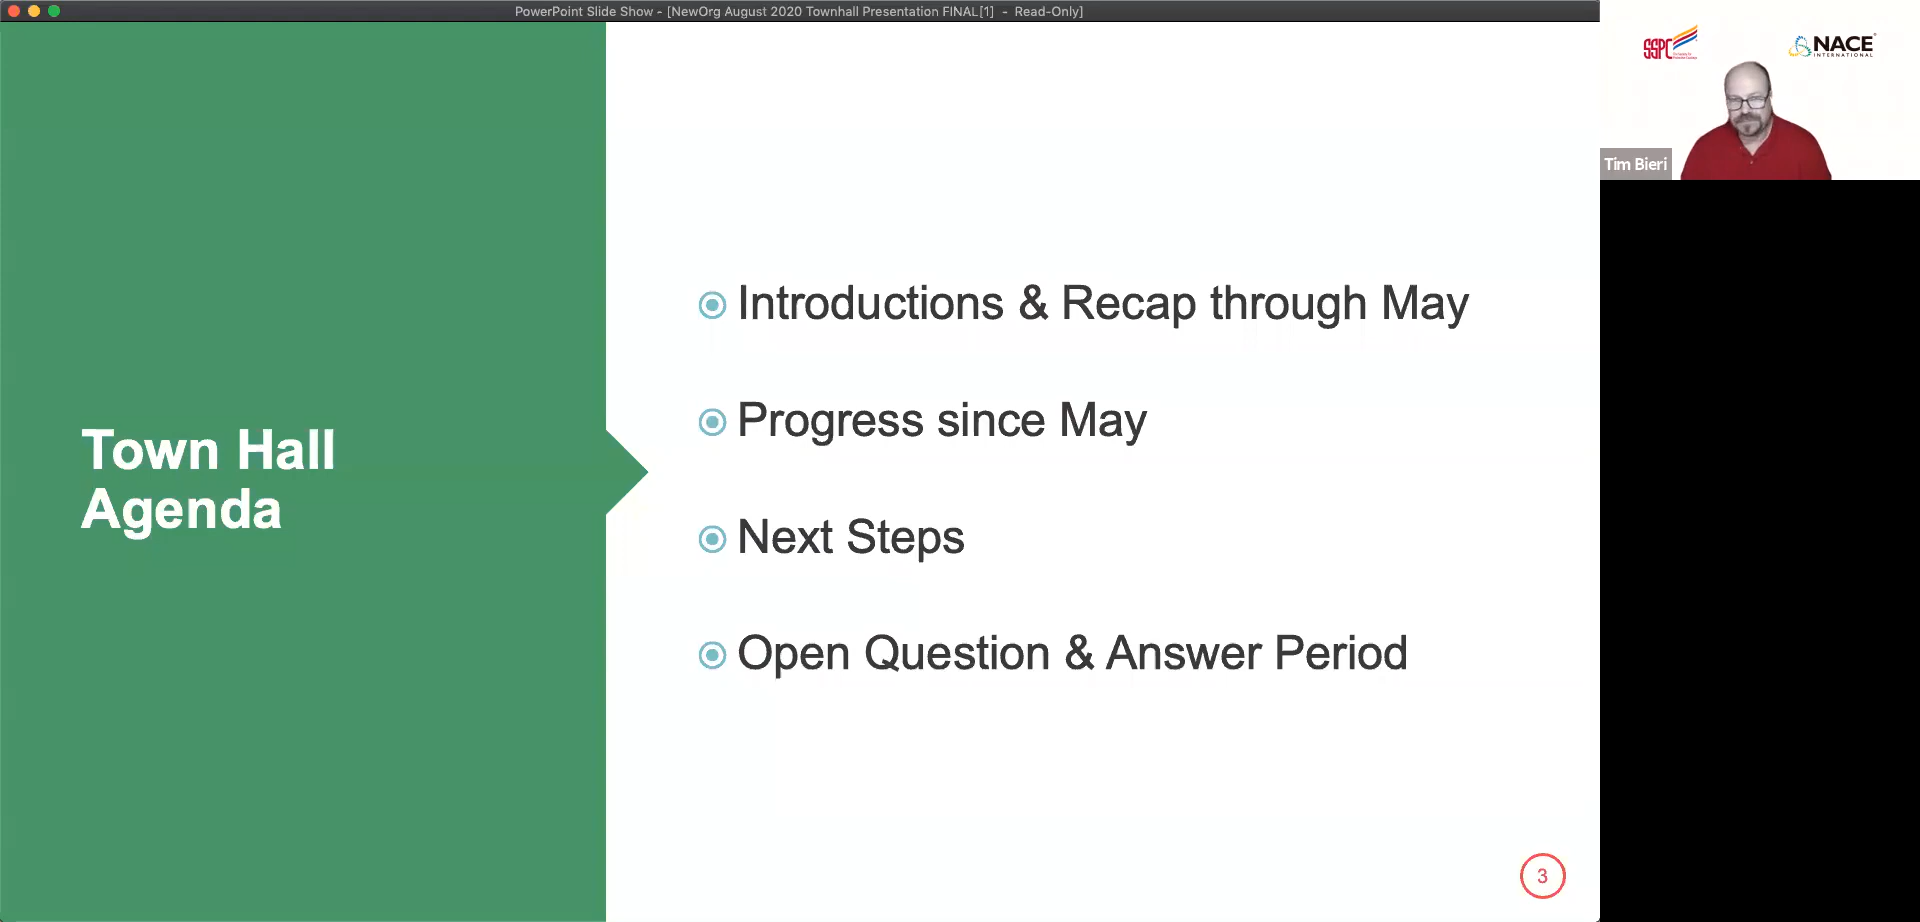 PowerPoint Slide Show - [NewOrg August 2020 Townhall Presentation FINAL[1] - Read-Only]
Town Hall
Agenda
Introductions & Recap through May
Progress since May
Next Steps
Open Question & Answer Period
3
SSPC
NACE
INTERNATIONAL
Tim Bieri